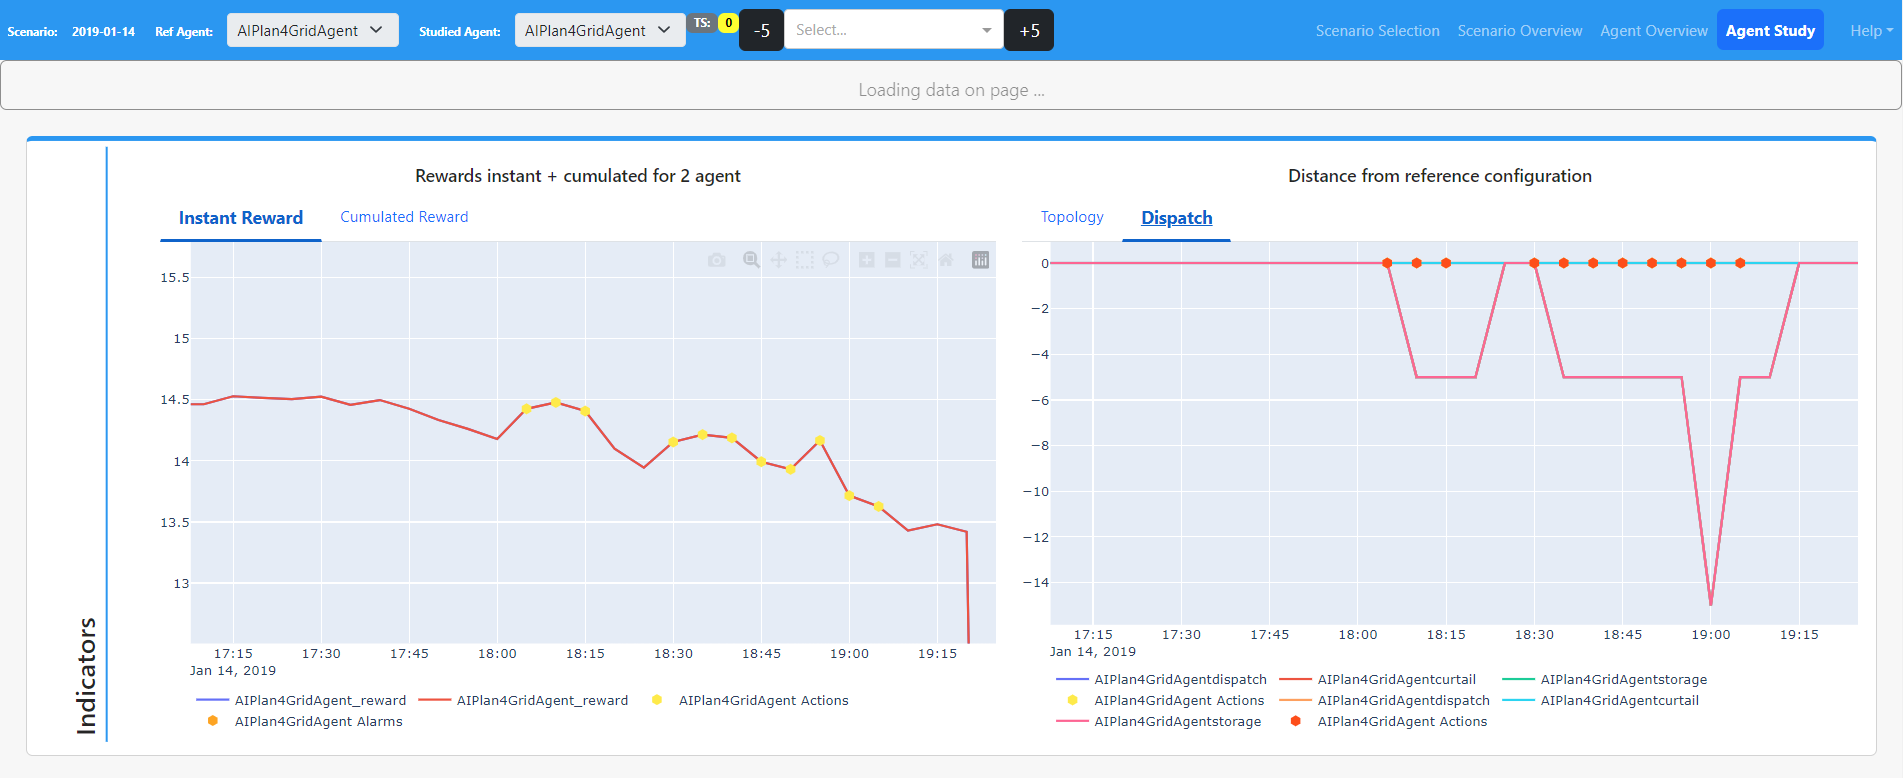 Scenario: 2019-01-14 Ref Agent: AIPlan4GridAgent Studied Agent: AIPlan4GridAgent TS: 0 -5 Select... +5 Scenario Selection Scenario Overview Agent Overview Agent Study Help
Loading data on page ...
Indicators
Rewards instant + cumulated for 2 agent
Instant Reward Cumulated Reward
15.5
15
14.5
14
13.5
13
17:15 17:30 17:45 18:00 18:15 18:30 18:45 19:00 19:15
Jan 14, 2019
AIPlan4GridAgent_reward AIPlan4GridAgent_reward AIPlan4GridAgent Actions
AIPlan4GridAgent Alarms
Distance from reference configuration
Topology Dispatch
0
−2
−4
−6
−8
−10
−12
−14
17:15 17:30 17:45 18:00 18:15 18:30 18:45 19:00 19:15
Jan 14, 2019
AIPlan4GridAgentdispatch AIPlan4GridAgentcurtail AIPlan4GridAgentstorage
AIPlan4GridAgent Actions AIPlan4GridAgentdispatch AIPlan4GridAgentcurtail
AIPlan4GridAgentstorage AIPlan4GridAgent Actions